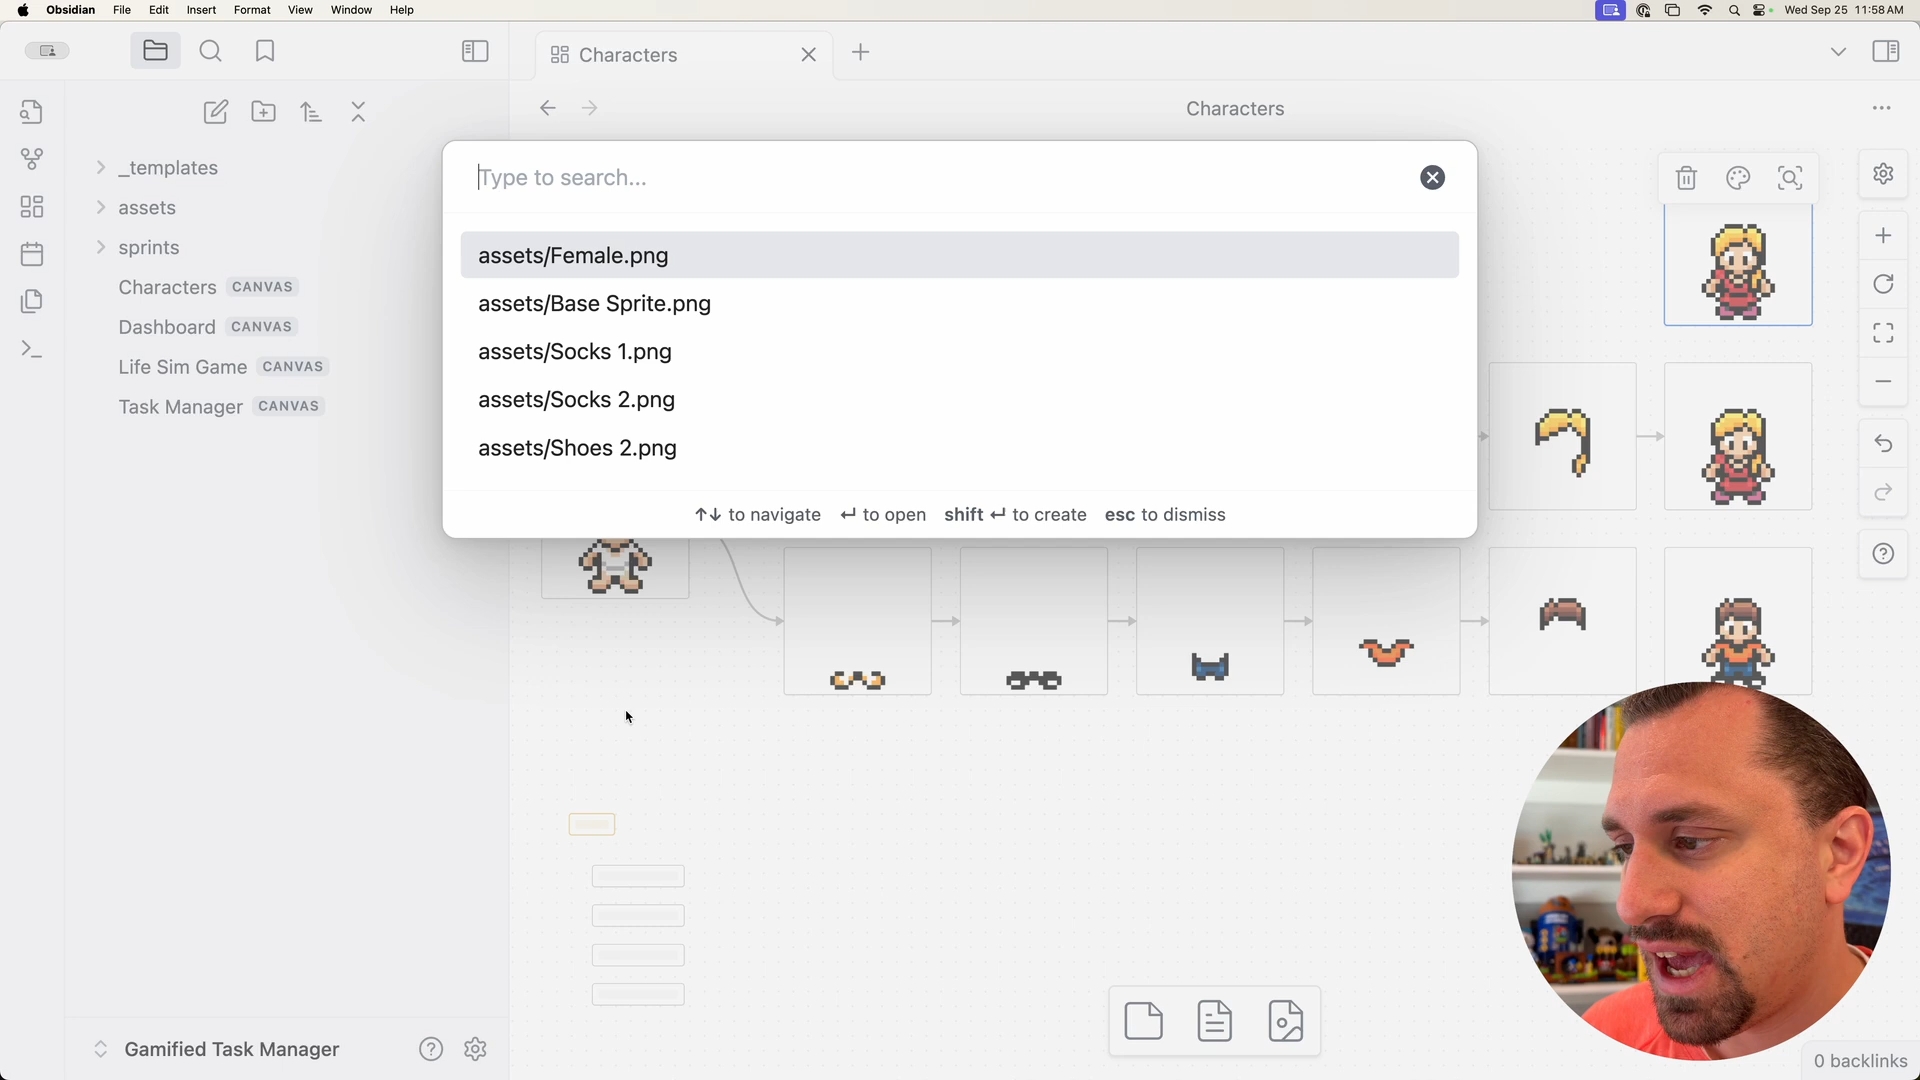 Obsidian File Edit Insert Format View Window Help
Wed Sep 25 11:58 AM
Characters
Characters
_templates
assets
sprints
Characters CANVAS
Dashboard CANVAS
Life Sim Game CANVAS
Task Manager CANVAS
Type to search...
assets/Female.png
assets/Base Sprite.png
assets/Socks 1.png
assets/Socks 2.png
assets/Shoes 2.png
↑↓ to navigate ↵ to open shift ↵ to create esc to dismiss
Gamified Task Manager
0 backlinks